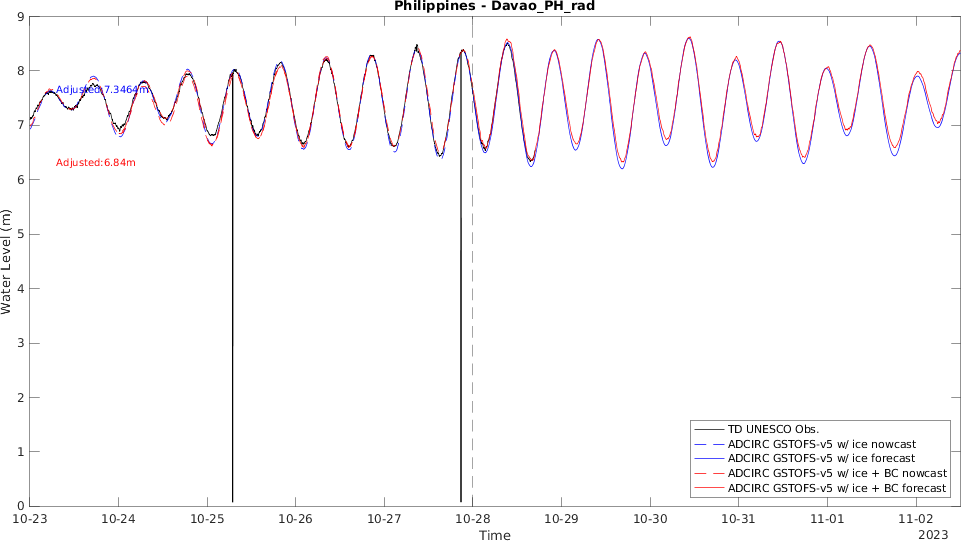 Philippines - Davao_PH_rad
9
8
7
6
5
4
3
2
1
0
Water Level (m)
Adjusted:7.3464m
Adjusted:6.84m
TD UNESCO Obs.
ADCIRC GSTOFS-v5 w/ ice nowcast
ADCIRC GSTOFS-v5 w/ ice forecast
ADCIRC GSTOFS-v5 w/ ice + BC nowcast
ADCIRC GSTOFS-v5 w/ ice + BC forecast
10-23 10-24 10-25 10-26 10-27 10-28 10-29 10-30 10-31 11-01 11-02
Time
2023